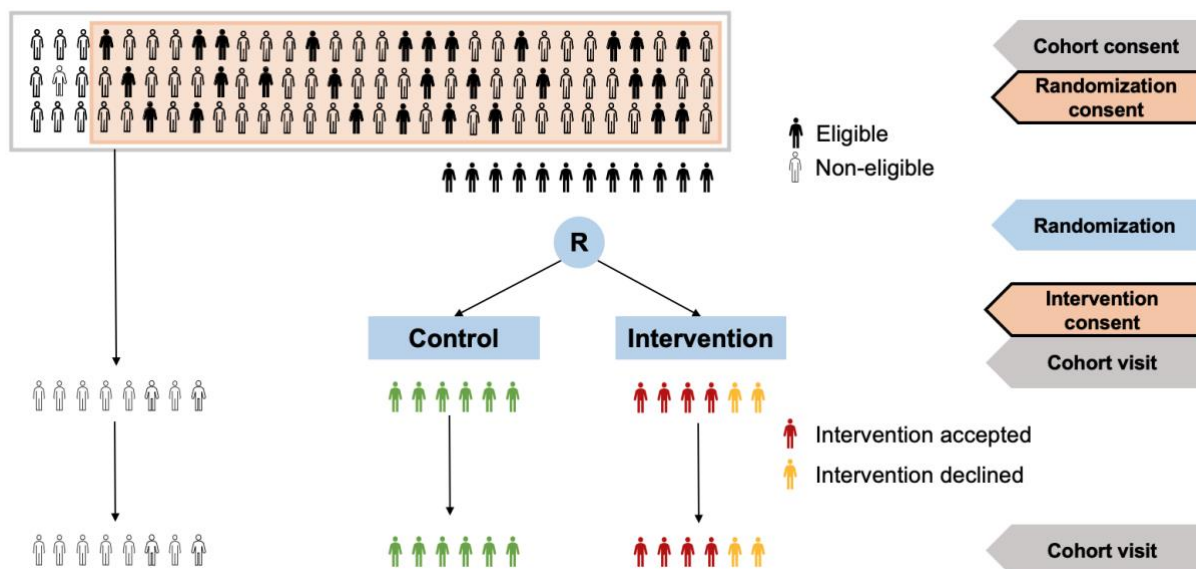 Cohort consent
Randomization
consent
Eligible
Non-eligible
Randomization
R
Intervention
consent
Control
Intervention
Cohort visit
Intervention accepted
Intervention declined
Cohort visit